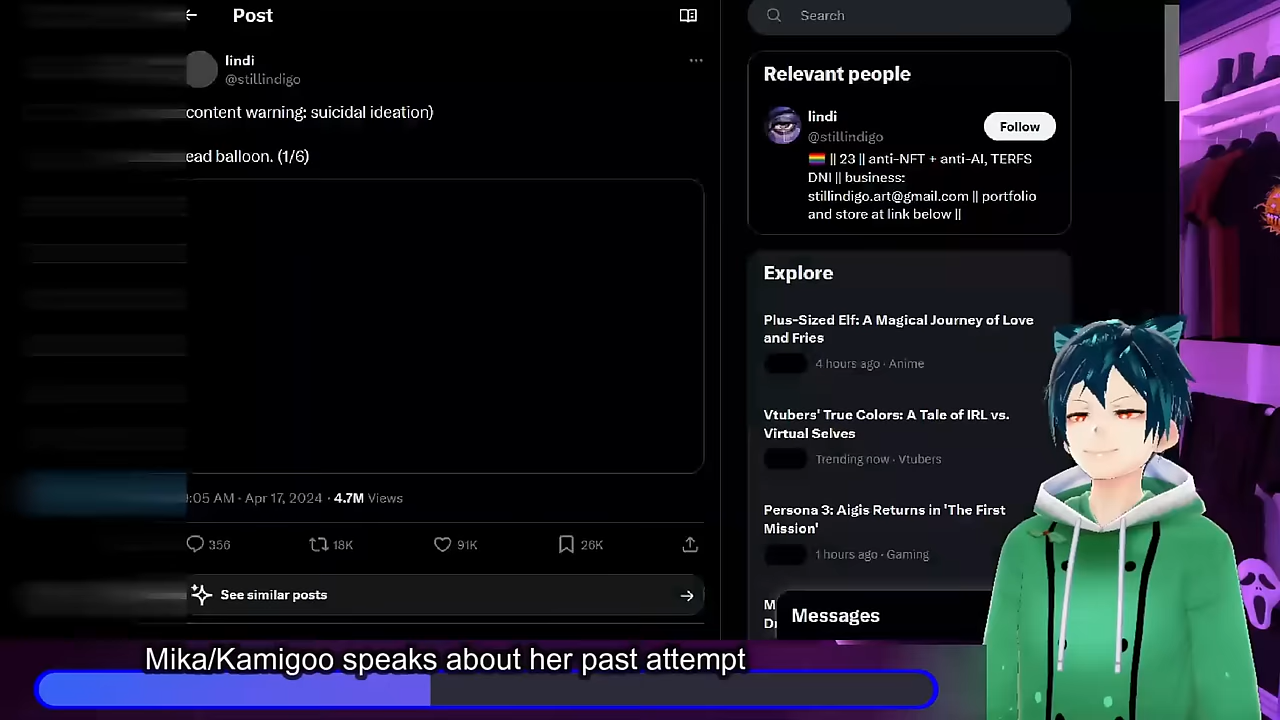 Post
Search
lindi
@stillindigo
content warning: suicidal ideation)
ead balloon. (1/6)
Relevant people
lindi
@stillindigo
Follow
🏳️‍🌈 || 23 || anti-NFT + anti-AI, TERFS
DNI || business:
stillindigo.art@gmail.com || portfolio
and store at link below ||
Explore
Plus-Sized Elf: A Magical Journey of Love
and Fries
4 hours ago · Anime
Vtubers' True Colors: A Tale of IRL vs.
Virtual Selves
Trending now · Vtubers
Persona 3: Aigis Returns in 'The First
Mission'
1 hours ago · Gaming
M
Dr
Messages
:05 AM · Apr 17, 2024 · 4.7M Views
356
18K
91K
26K
See similar posts
Mika/Kamigoo speaks about her past attempt